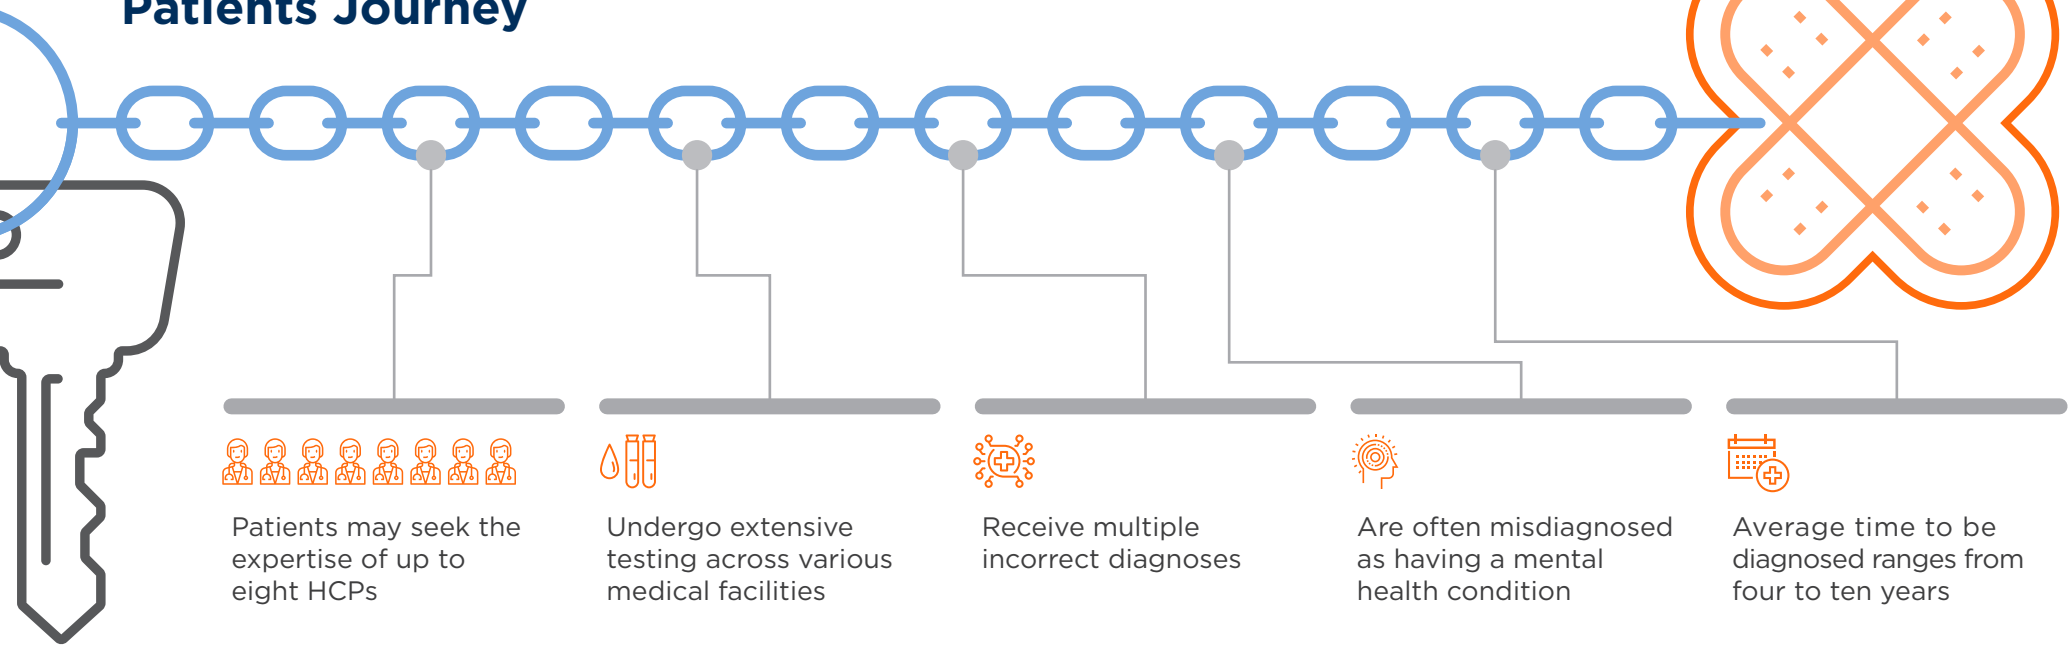 Patients Journey
Patients may seek the
expertise of up to
eight HCPs
Undergo extensive
testing across various
medical facilities
Receive multiple
incorrect diagnoses
Are often misdiagnosed
as having a mental
health condition
Average time to be
diagnosed ranges from
four to ten years